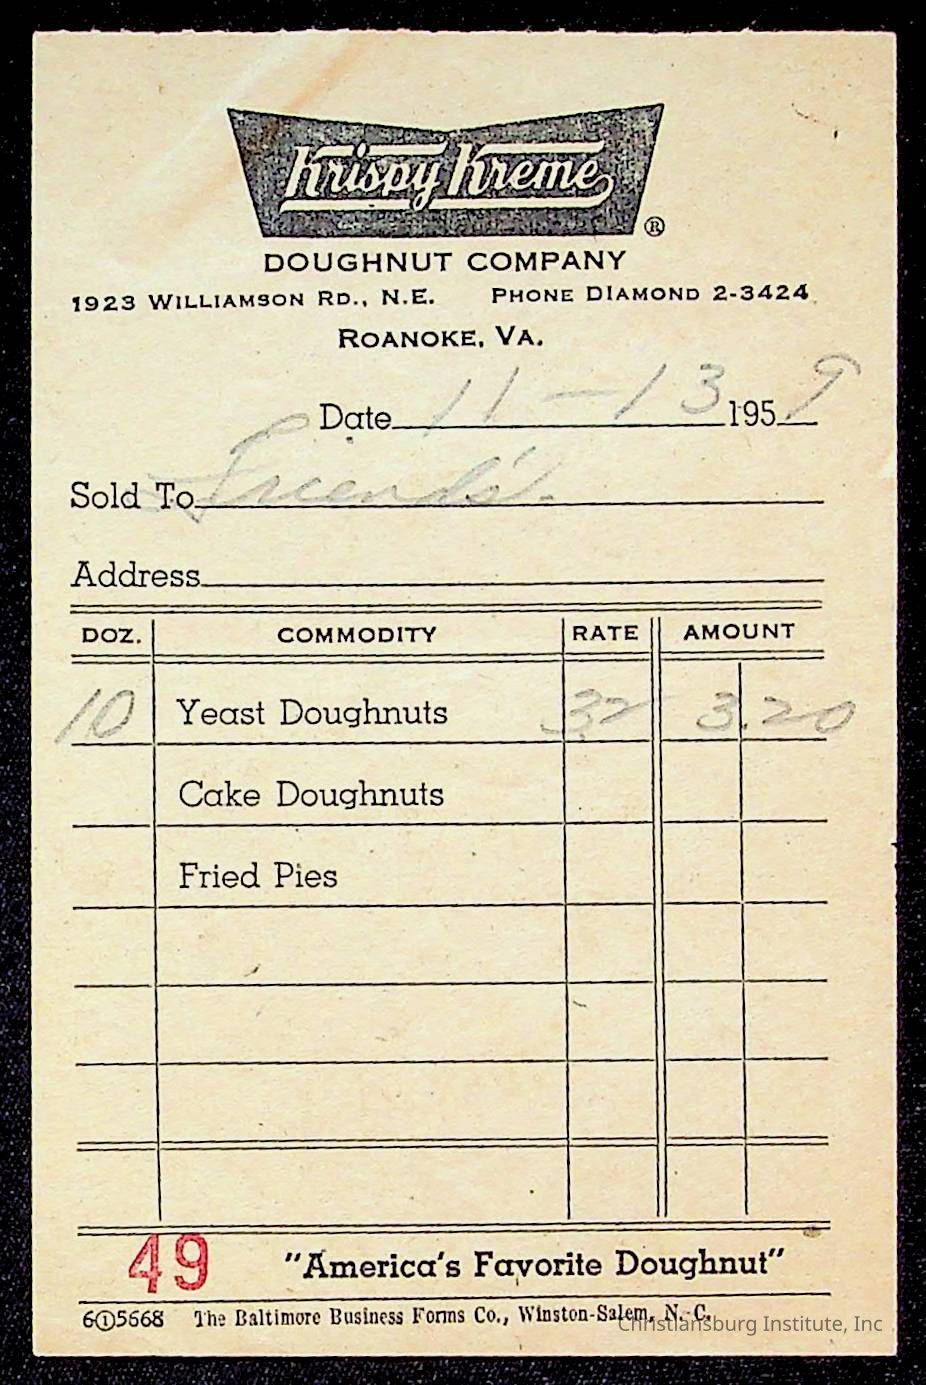 Krispy Kreme ®
DOUGHNUT COMPANY
1923 WILLIAMSON RD., N.E. PHONE DIAMOND 2-3424
ROANOKE, VA.
Date 11-13 1959
Sold To Friend's.
Address
DOZ. COMMODITY RATE AMOUNT
10 Yeast Doughnuts 32 3.20
Cake Doughnuts
Fried Pies
49 "America's Favorite Doughnut"
6①5668 The Baltimore Business Forms Co., Winston-Salem, N. C.
Christiansburg Institute, Inc